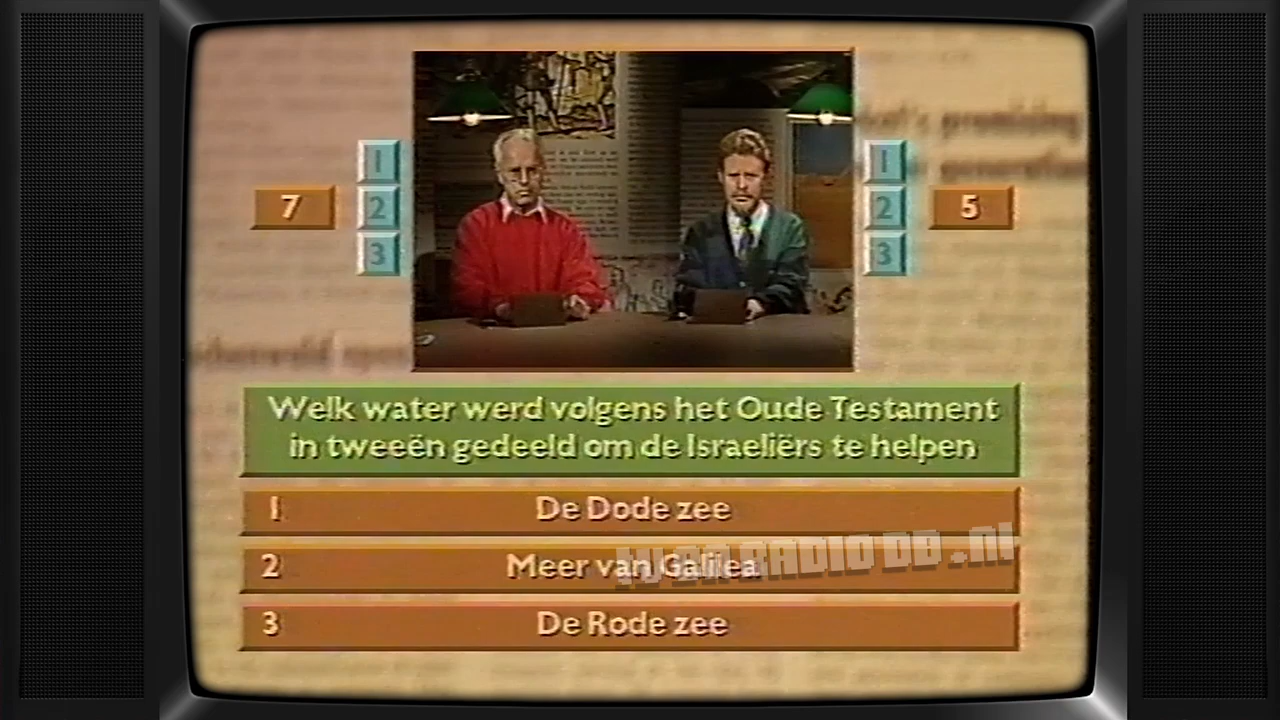 7
1
2
3
1
2
3
5
Welk water werd volgens het Oude Testament
in tweeën gedeeld om de Israeliërs te helpen
1 De Dode zee
2 Meer van Galilea
3 De Rode zee